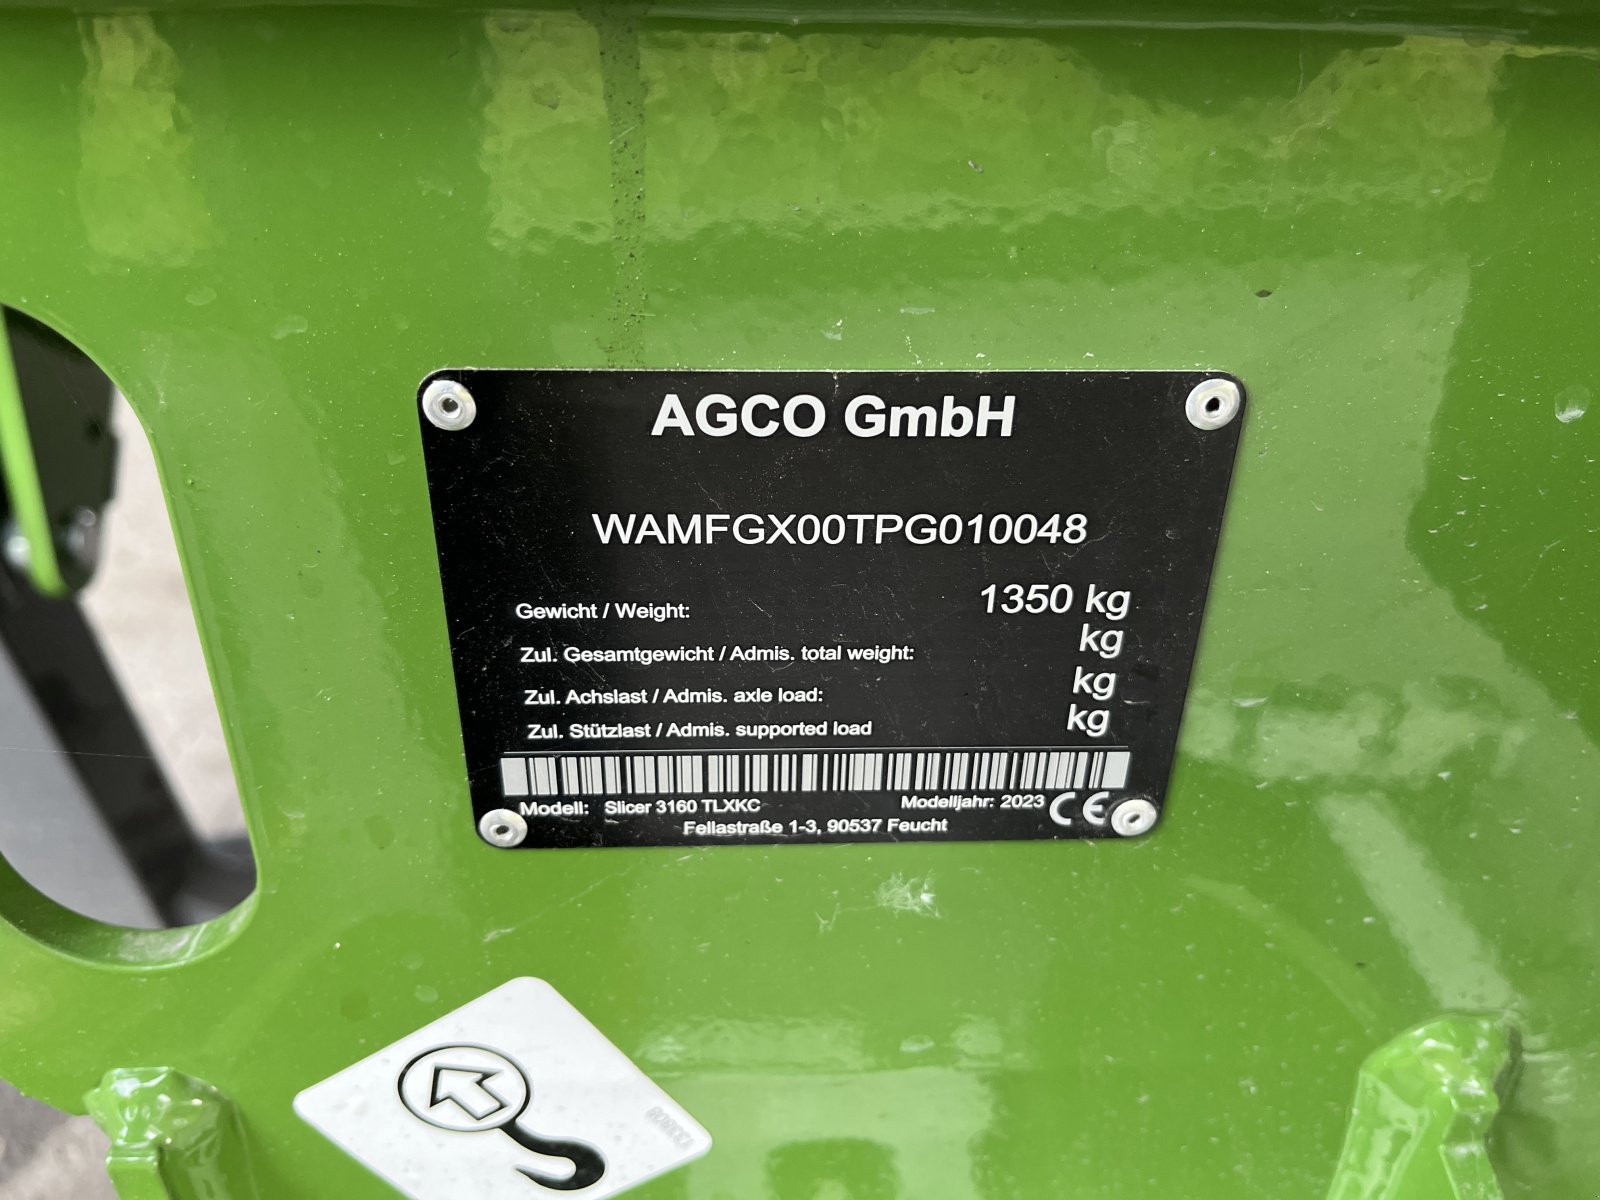 AGCO GmbH
WAMFGX00TPG010048
Gewicht / Weight: 1350 kg
Zul. Gesamtgewicht / Admis. total weight: kg
Zul. Achslast / Admis. axle load: kg
Zul. Stützlast / Admis. supported load kg
Modell: Slicer 3160 TLXKC Modelljahr: 2023 CE
Fellastraße 1-3, 90537 Feucht